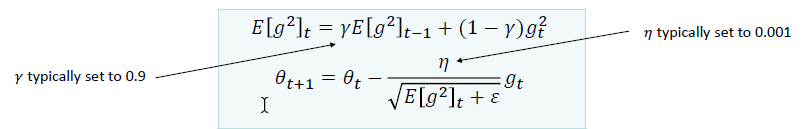 E[g²]ₜ = γE[g²]ₜ₋₁ + (1 − γ)gₜ²
η typically set to 0.001
γ typically set to 0.9
θₜ₊₁ = θₜ − η / √(E[g²]ₜ + ε) gₜ